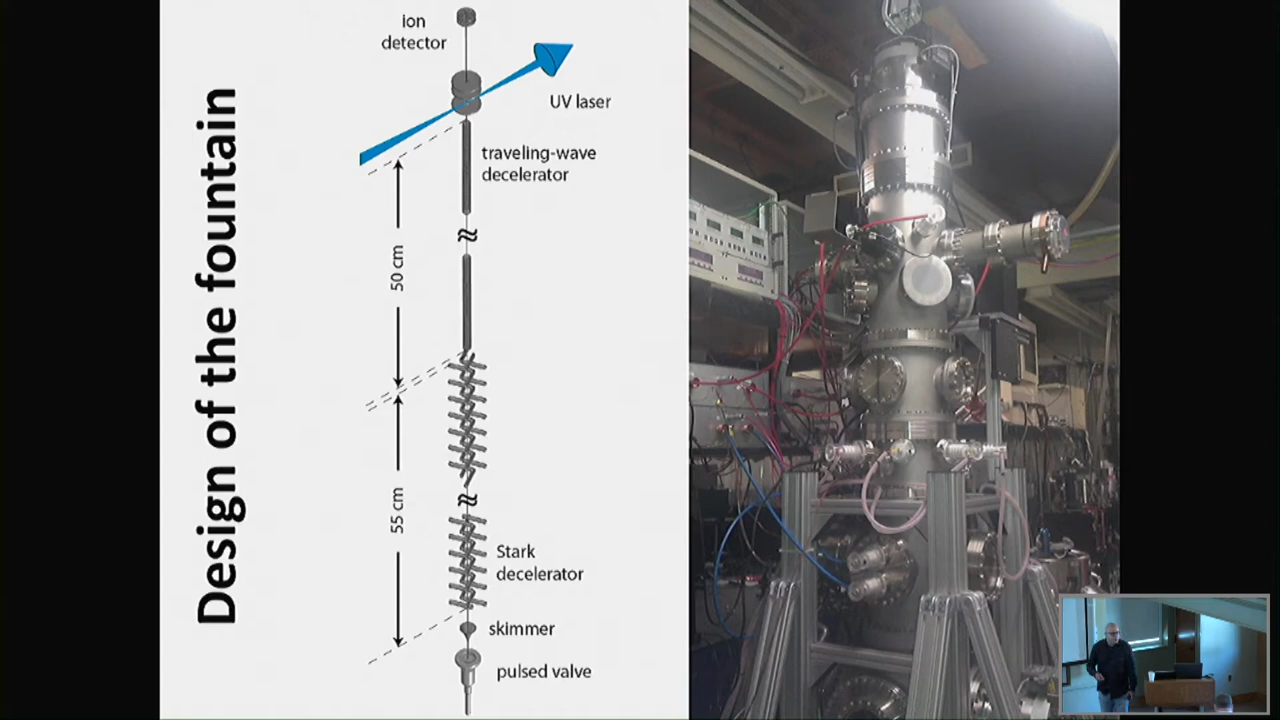 Design of the fountain
ion
detector
UV laser
traveling-wave
decelerator
50 cm
55 cm
Stark
decelerator
skimmer
pulsed valve